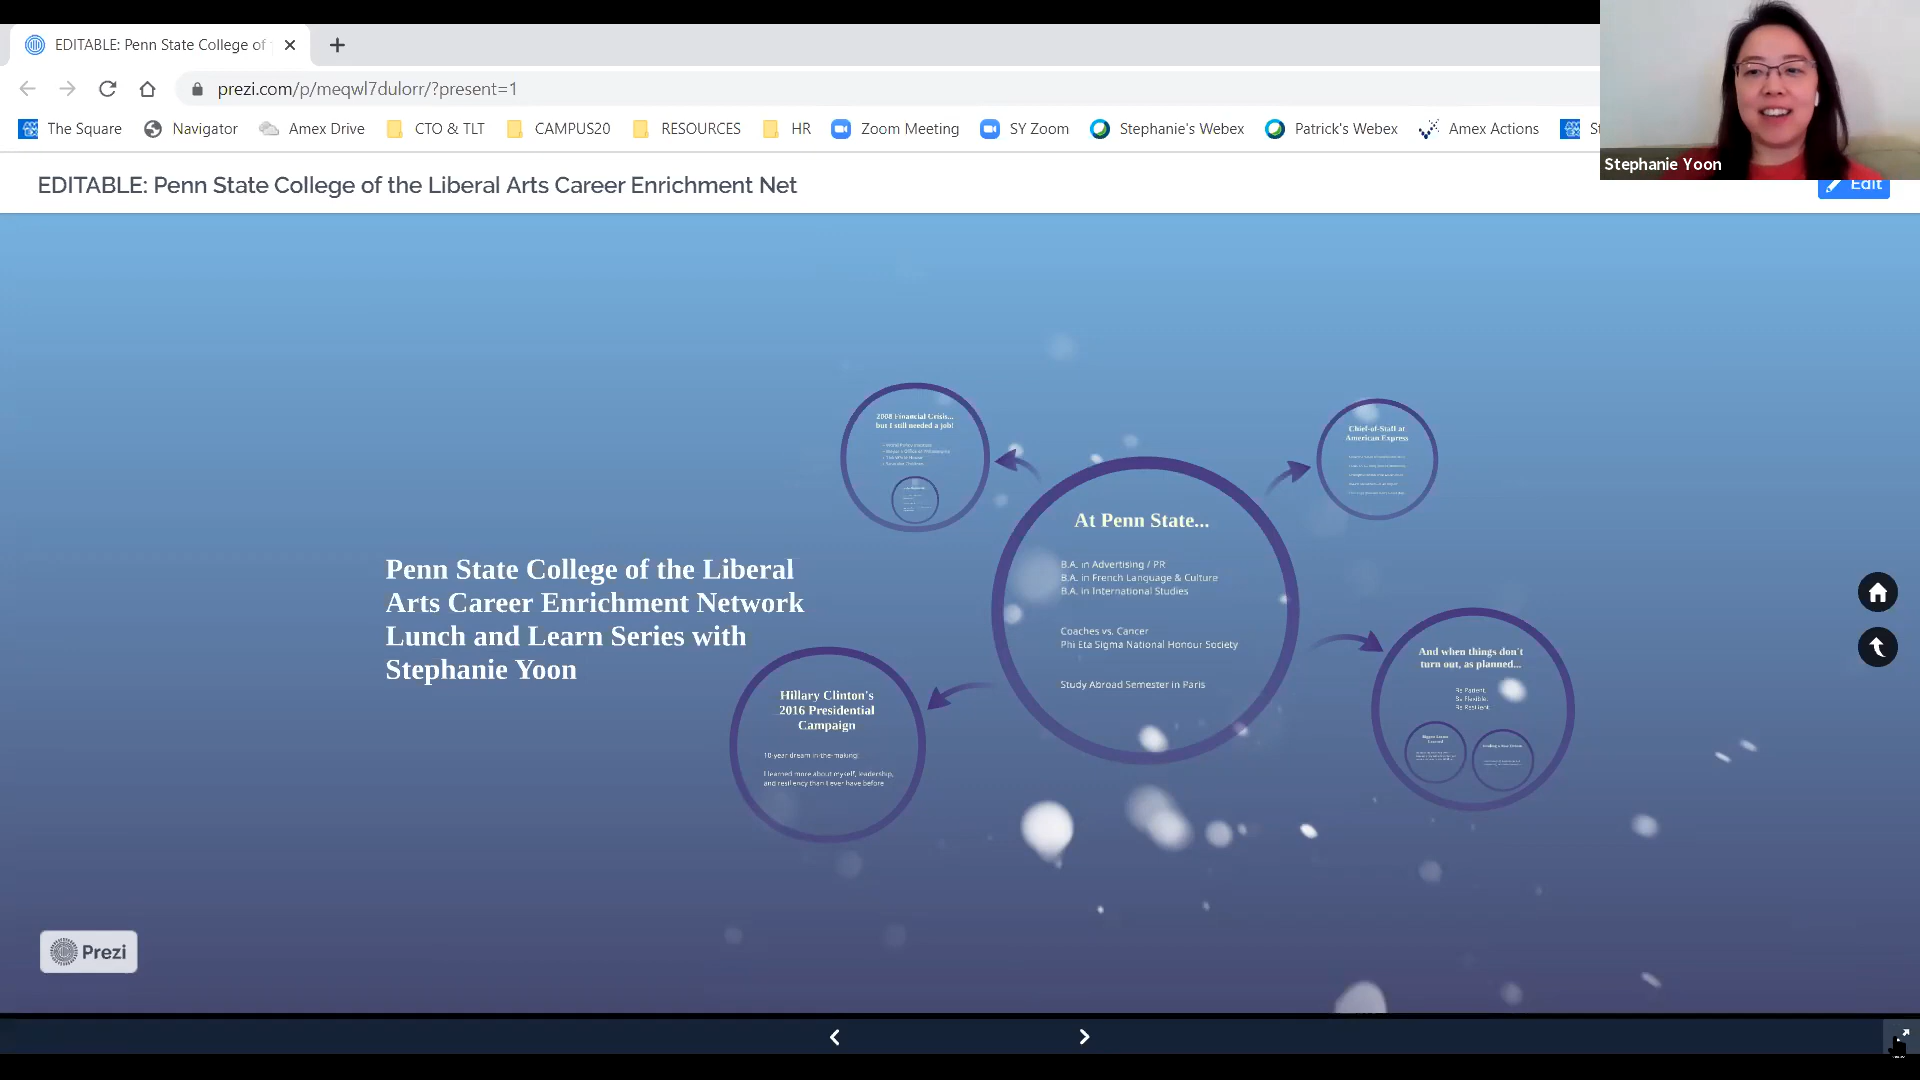 EDITABLE: Penn State College of
prezi.com/p/meqwl7dulorr/?present=1
The Square Navigator Amex Drive CTO & TLT CAMPUS20 RESOURCES HR Zoom Meeting SY Zoom Stephanie's Webex Patrick's Webex Amex Actions
Stephanie Yoon
EDITABLE: Penn State College of the Liberal Arts Career Enrichment Net
Edit
Penn State College of the Liberal
Arts Career Enrichment Network
Lunch and Learn Series with
Stephanie Yoon
2008 Financial Crisis...
but I still needed a job!
Chief-of-Staff at
American Express
At Penn State...
B.A. in Advertising / PR
B.A. in French Language & Culture
B.A. in International Studies
Coaches vs. Cancer
Phi Eta Sigma National Honour Society
Study Abroad Semester in Paris
Hillary Clinton's
2016 Presidential
Campaign
10 year dream in-the-making!
I learned more about myself, leadership,
and resiliency than I ever have before
And when things don't
turn out, as planned...
Be Patient.
Be Flexible.
Be Resilient.
Prezi